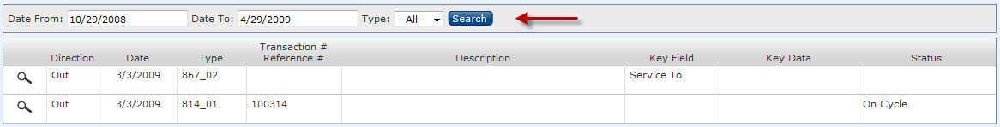 Date From: 10/29/2008 Date To: 4/29/2009 Type: - All - Search
Direction Date Type Transaction # Reference # Description Key Field Key Data Status
Out 3/3/2009 867_02 Service To
Out 3/3/2009 814_01 100314 On Cycle